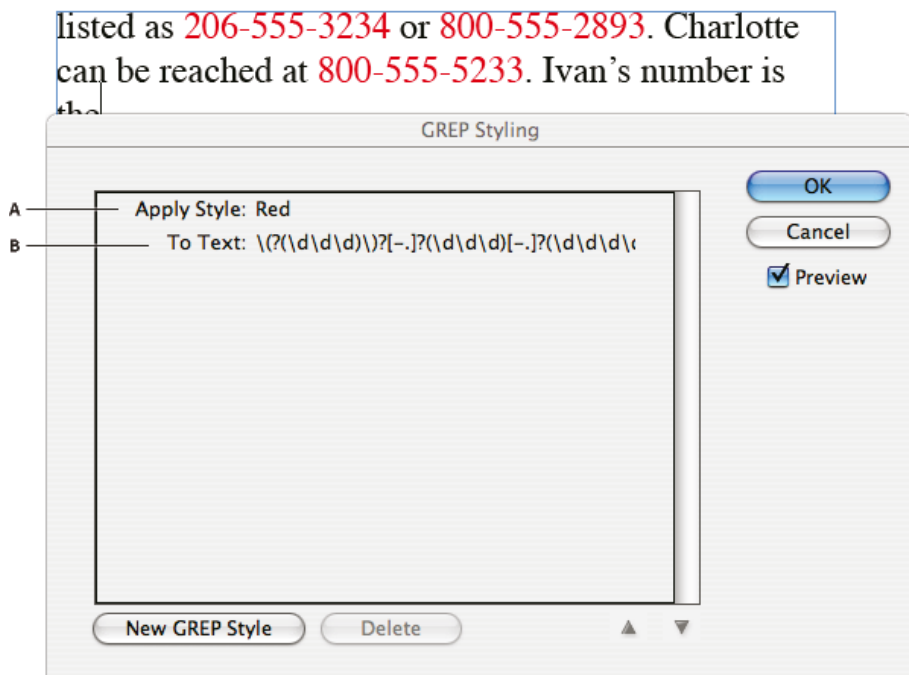 listed as 206-555-3234 or 800-555-2893. Charlotte
can be reached at 800-555-5233. Ivan’s number is
the
GREP Styling
A
Apply Style: Red
B
To Text: \(?(\d\d\d)\)?[-.]?(\d\d\d)[-.]?(\d\d\d\
OK
Cancel
Preview
New GREP Style
Delete